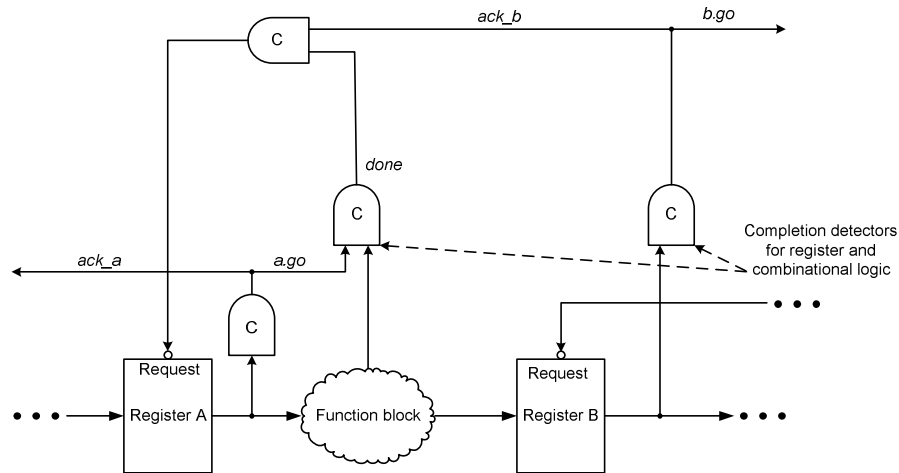 ack_b
b.go
C
done
C
C
Completion detectors
for register and
combinational logic
ack_a
a.go
C
Request
Request
Register A
Function block
Register B